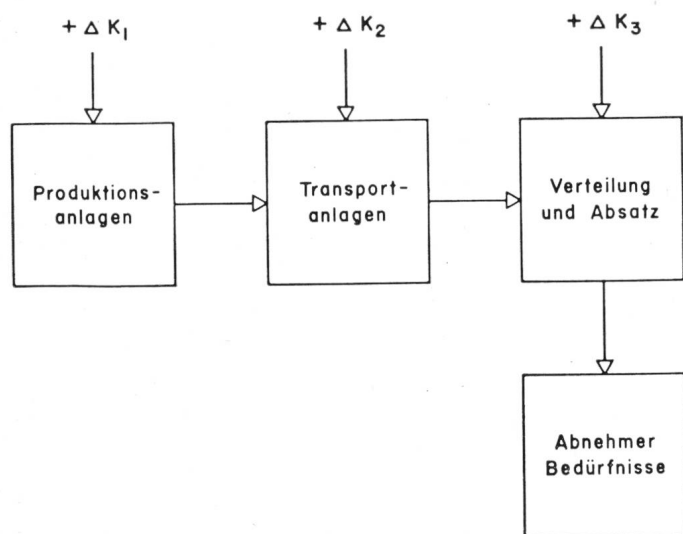 + Δ K₁
+ Δ K₂
+ Δ K₃
Produktions-
anlagen
Transport-
anlagen
Verteilung
und Absatz
Abnehmer
Bedürfnisse